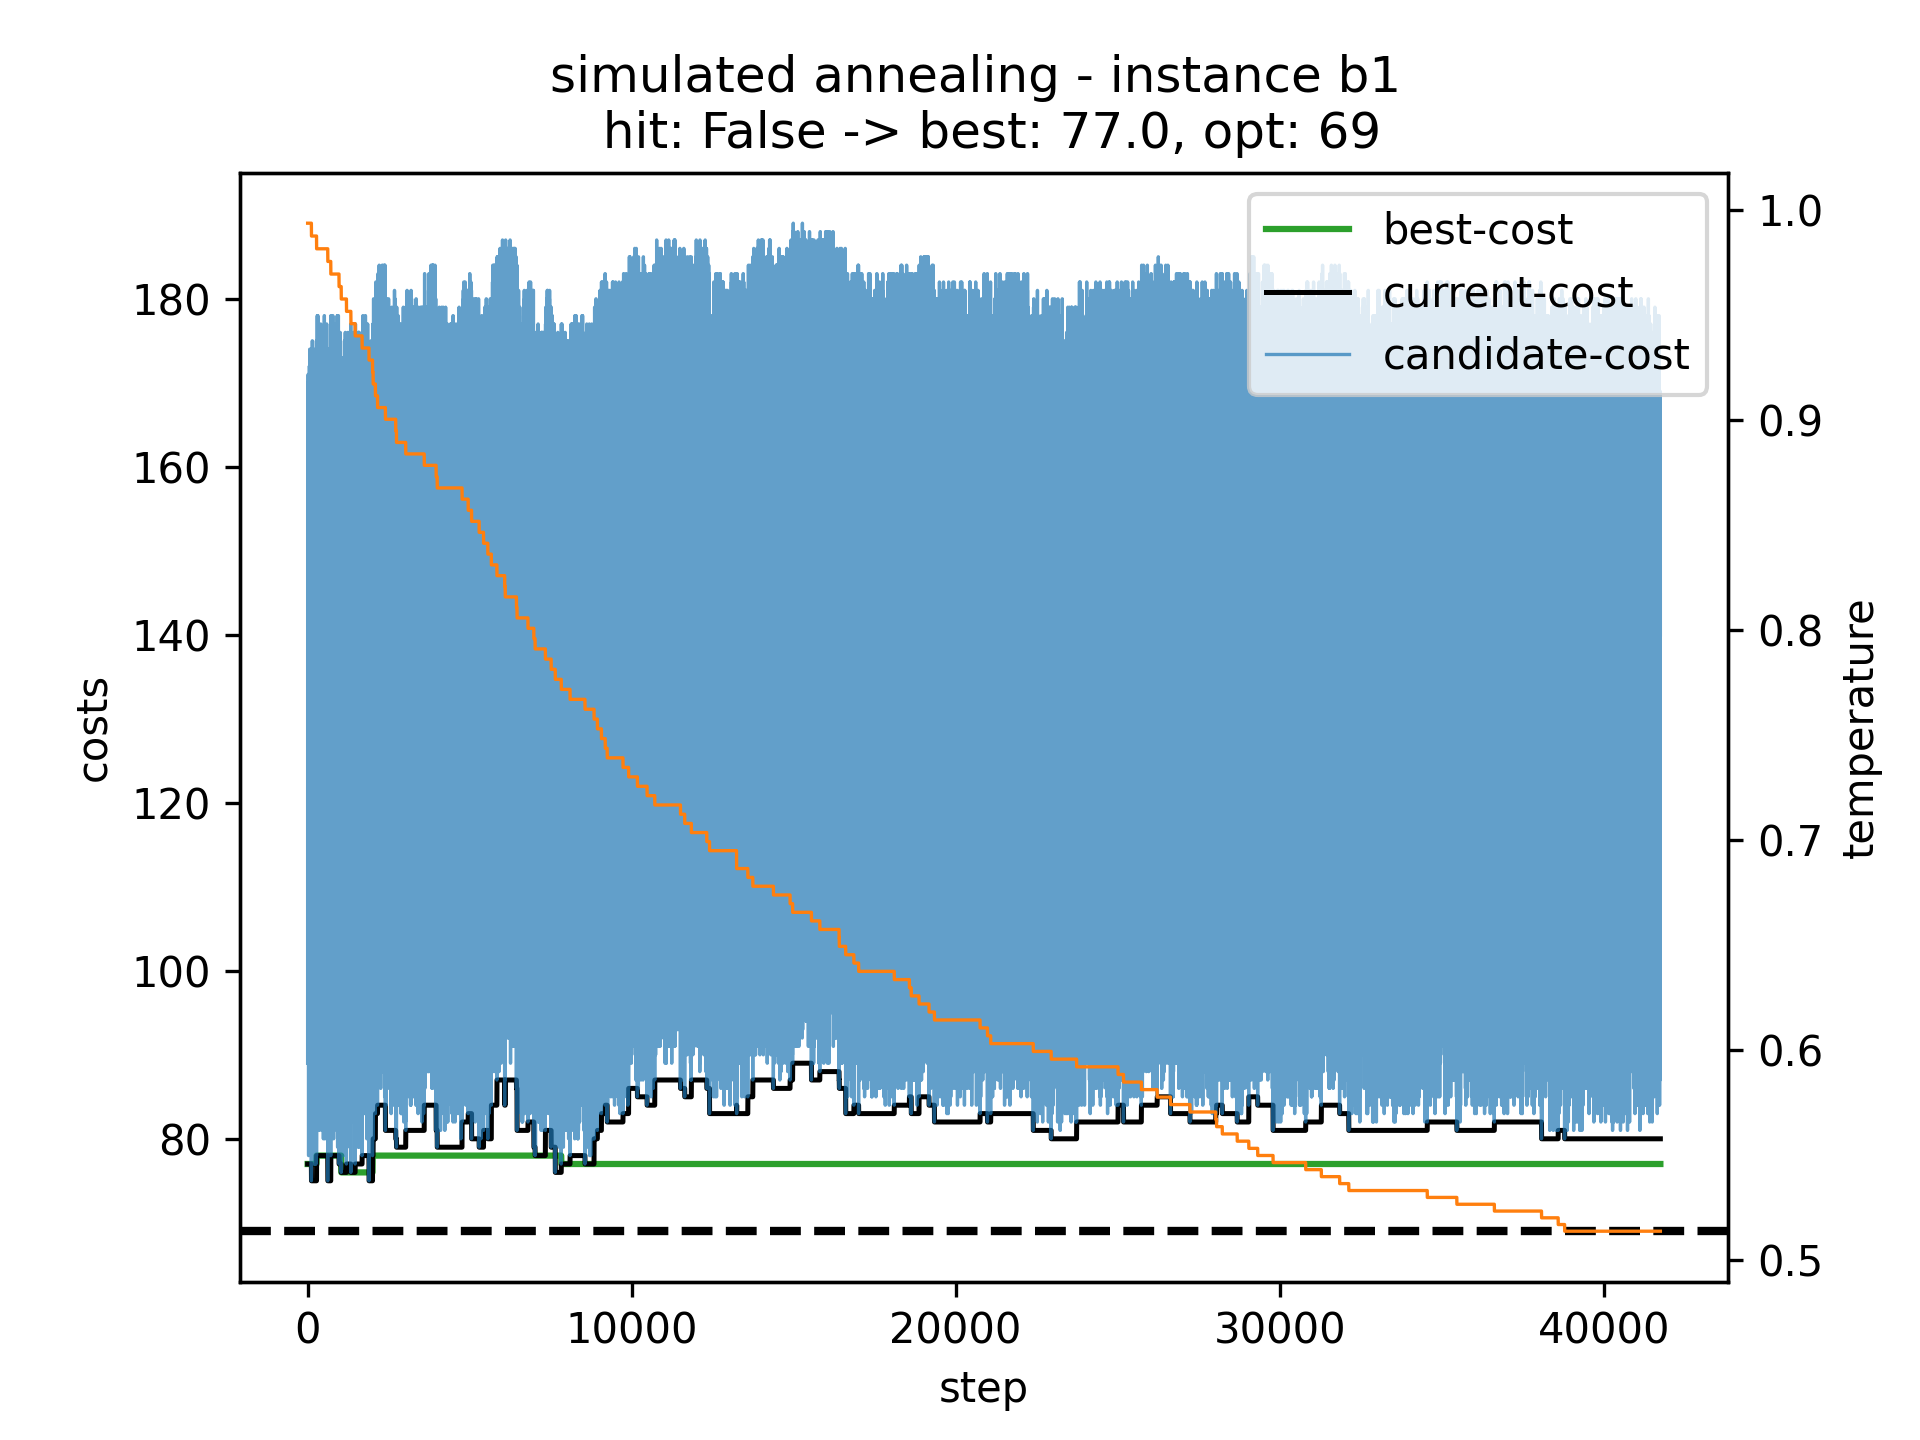 simulated annealing - instance b1
hit: False -> best: 77.0, opt: 69
best-cost
current-cost
candidate-cost
costs
180
160
140
120
100
80
1.0
0.9
0.8
0.7
0.6
0.5
temperature
0
10000
20000
30000
40000
step